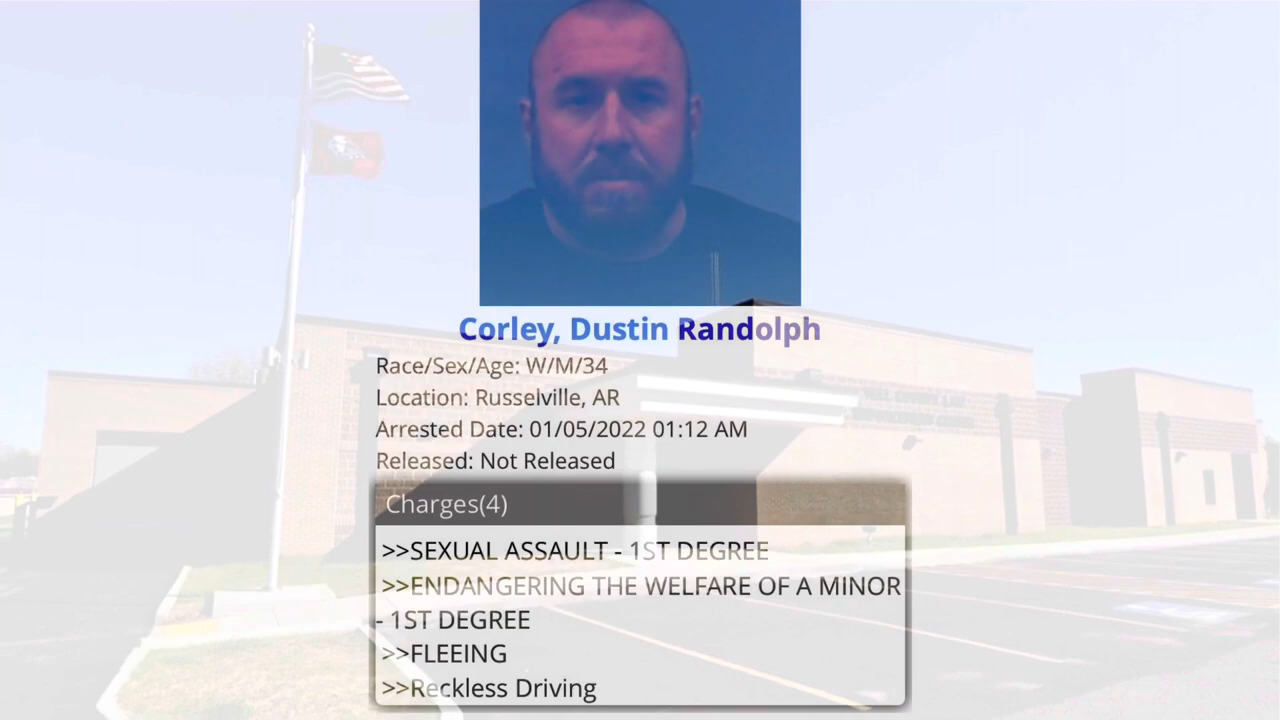 Corley, Dustin Randolph
Race/Sex/Age: W/M/34
Location: Russelville, AR
Arrested Date: 01/05/2022 01:12 AM
Released: Not Released
Charges(4)
>>SEXUAL ASSAULT - 1ST DEGREE
>>ENDANGERING THE WELFARE OF A MINOR
- 1ST DEGREE
>>FLEEING
>>Reckless Driving